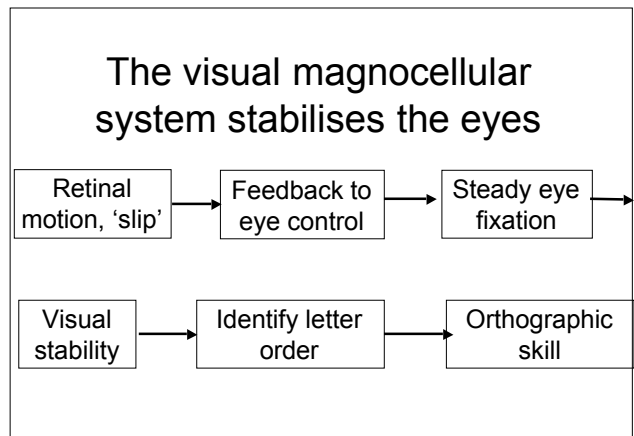 The visual magnocellular
system stabilises the eyes
Retinal
motion, ‘slip’
Feedback to
eye control
Steady eye
fixation
Visual
stability
Identify letter
order
Orthographic
skill